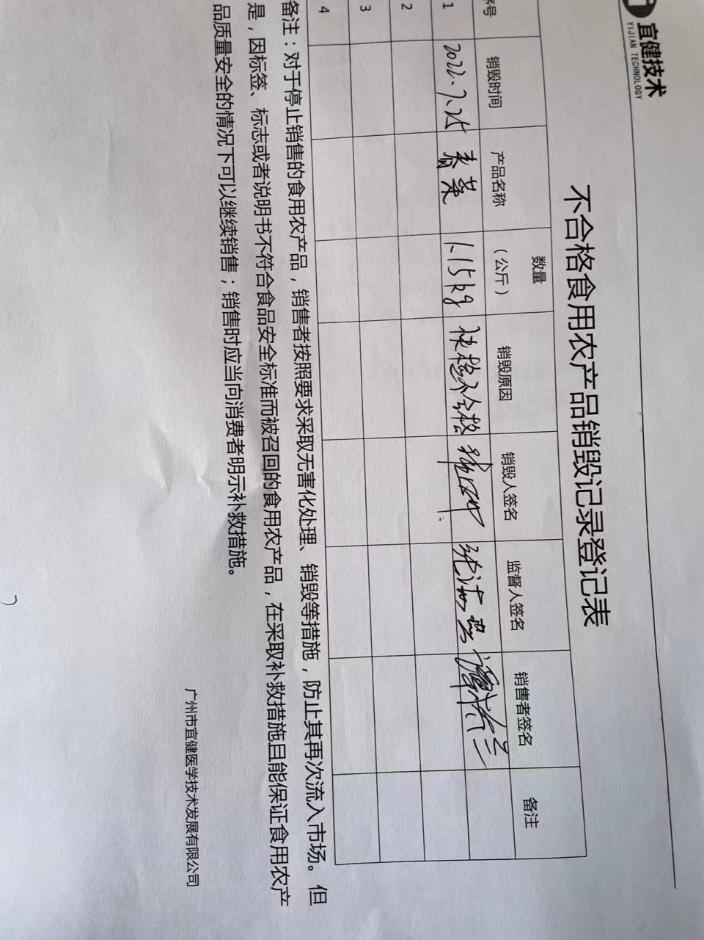 宜健技术
YIJIAN TECHNOLOGY
不合格食用农产品销毁记录登记表
序号 销毁时间 产品名称 数量（公斤） 销毁原因 销毁人签名 监督人签名 销售者签名 备注
1 2022.7.25 春菜 1.15kg 快检不合格
2
3
4
备注：对于停止销售的食用农产品，销售者按照要求采取无害化处理、销毁等措施，防止其再次流入市场。但
是，因标签、标志或者说明书不符合食品安全标准而被召回的食用农产品，在采取补救措施且能保证食用农产
品质量安全的情况下可以继续销售；销售时应当向消费者明示补救措施。
广州市宜健医学技术发展有限公司